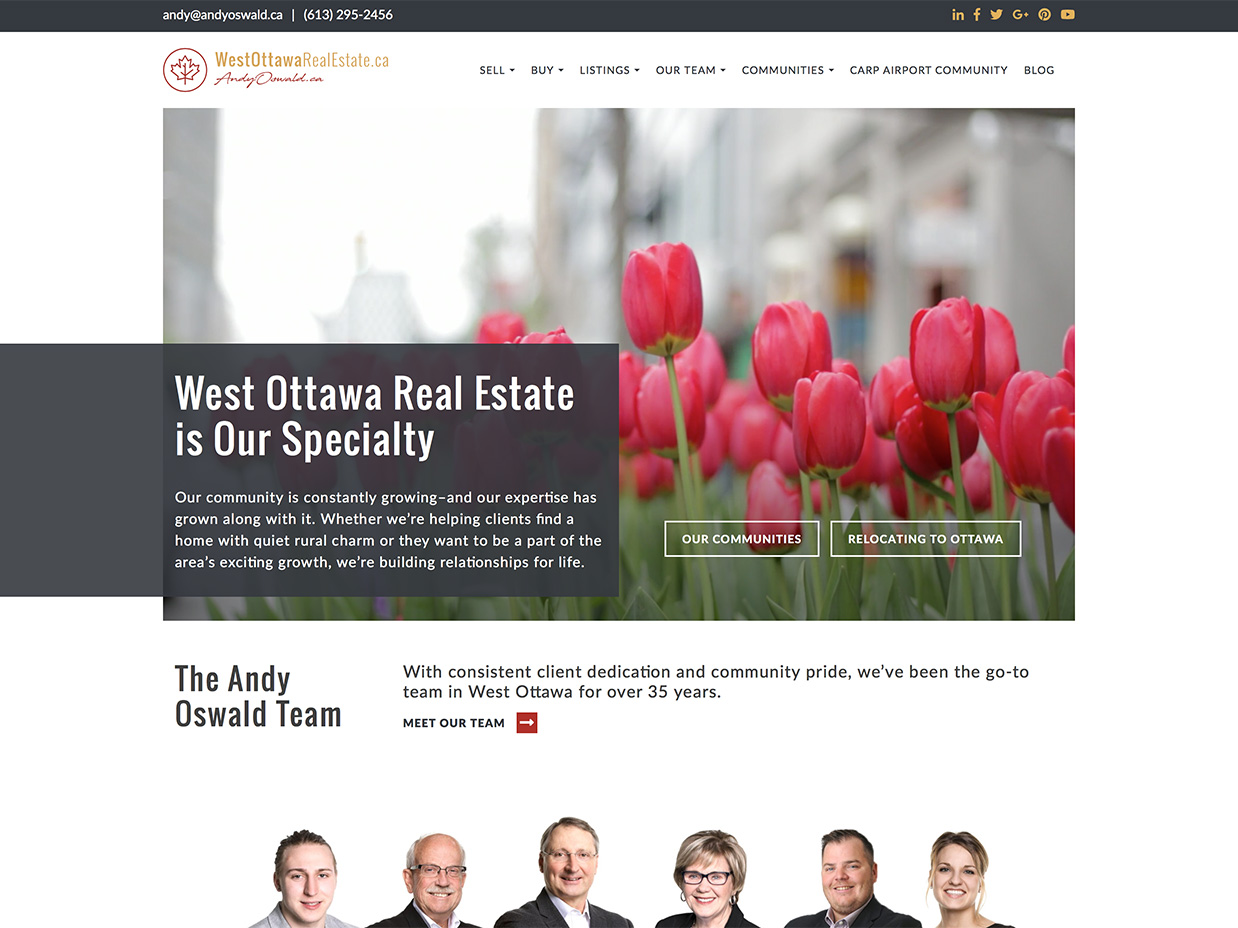 andy@andyoswald.ca | (613) 295-2456
WestOttawaRealEstate.ca
AndyOswald.ca
SELL BUY LISTINGS OUR TEAM COMMUNITIES CARP AIRPORT COMMUNITY BLOG
West Ottawa Real Estate
is Our Specialty
Our community is constantly growing–and our expertise has
grown along with it. Whether we’re helping clients find a
home with quiet rural charm or they want to be a part of the
area’s exciting growth, we’re building relationships for life.
OUR COMMUNITIES RELOCATING TO OTTAWA
The Andy
Oswald Team
With consistent client dedication and community pride, we’ve been the go-to
team in West Ottawa for over 35 years.
MEET OUR TEAM